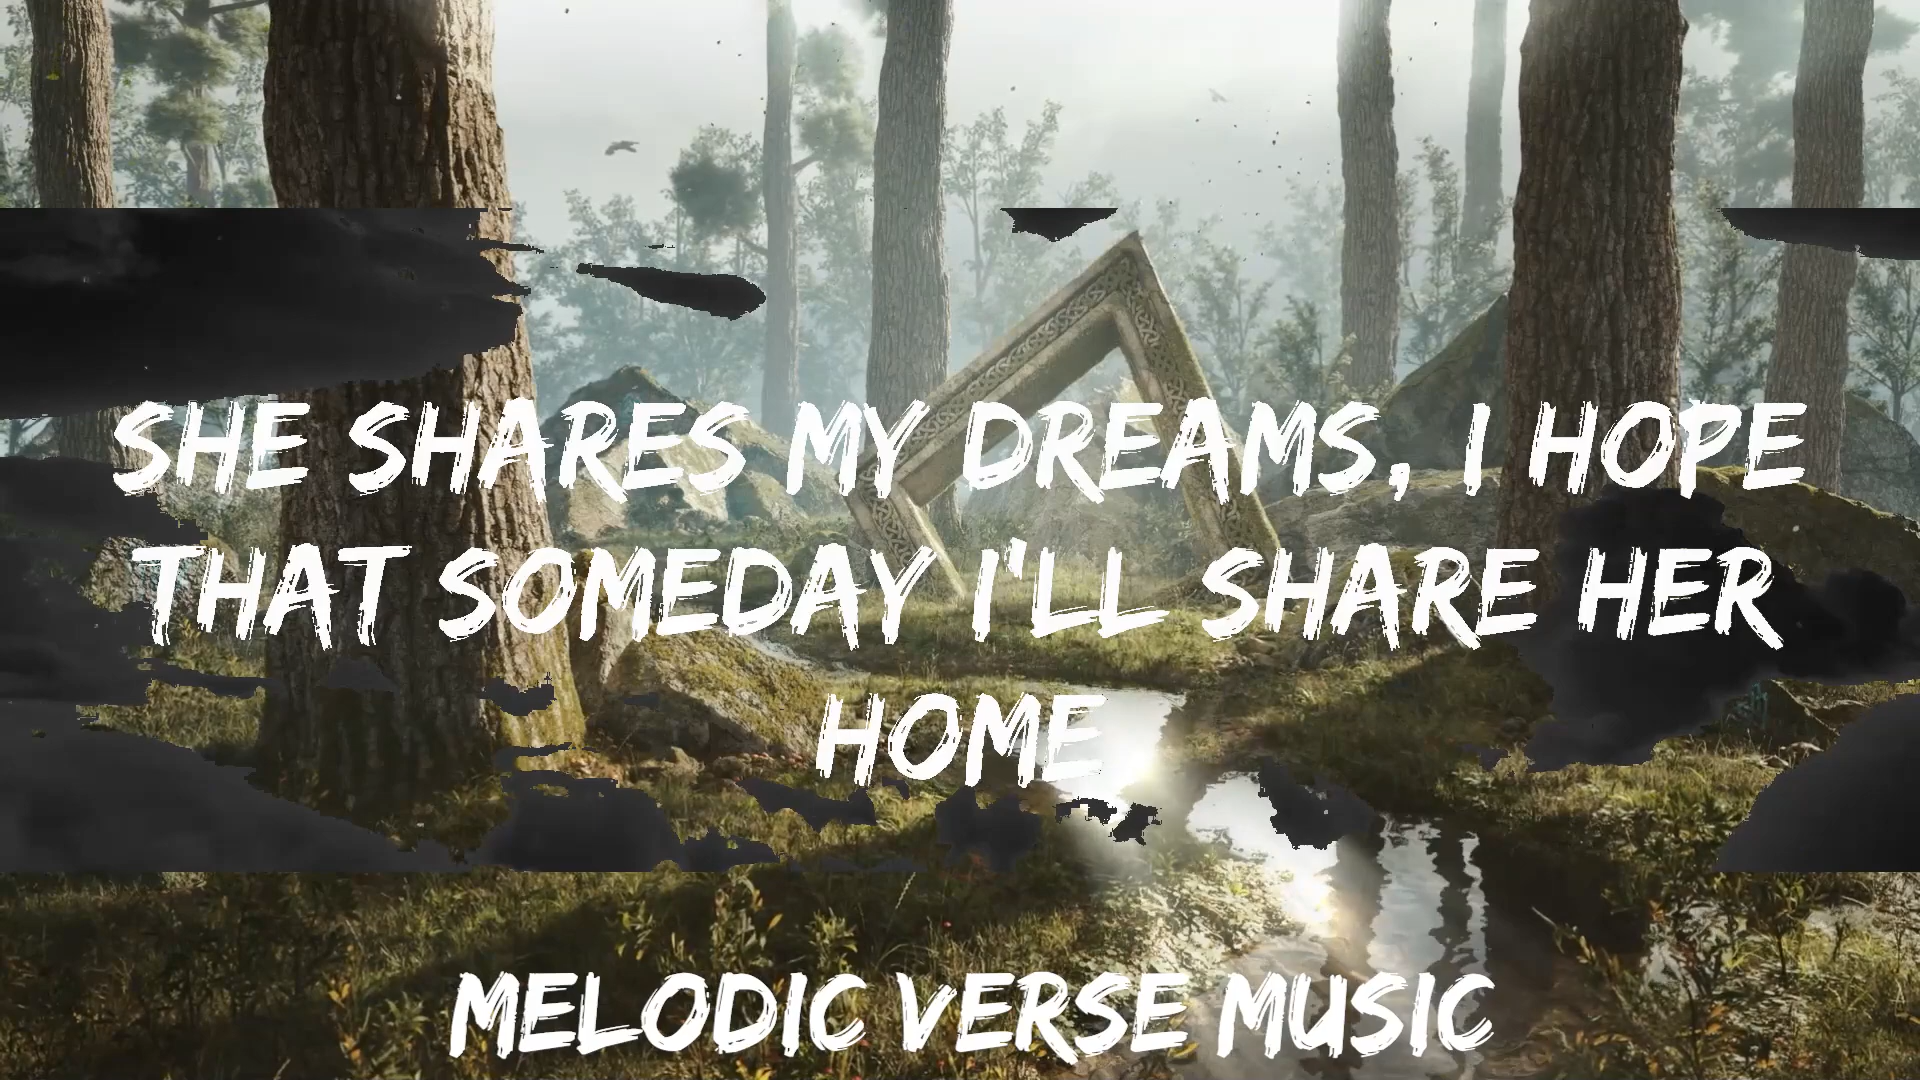 SHE SHARES MY DREAMS, I HOPE
THAT SOMEDAY I'LL SHARE HER
HOME
MELODIC VERSE MUSIC